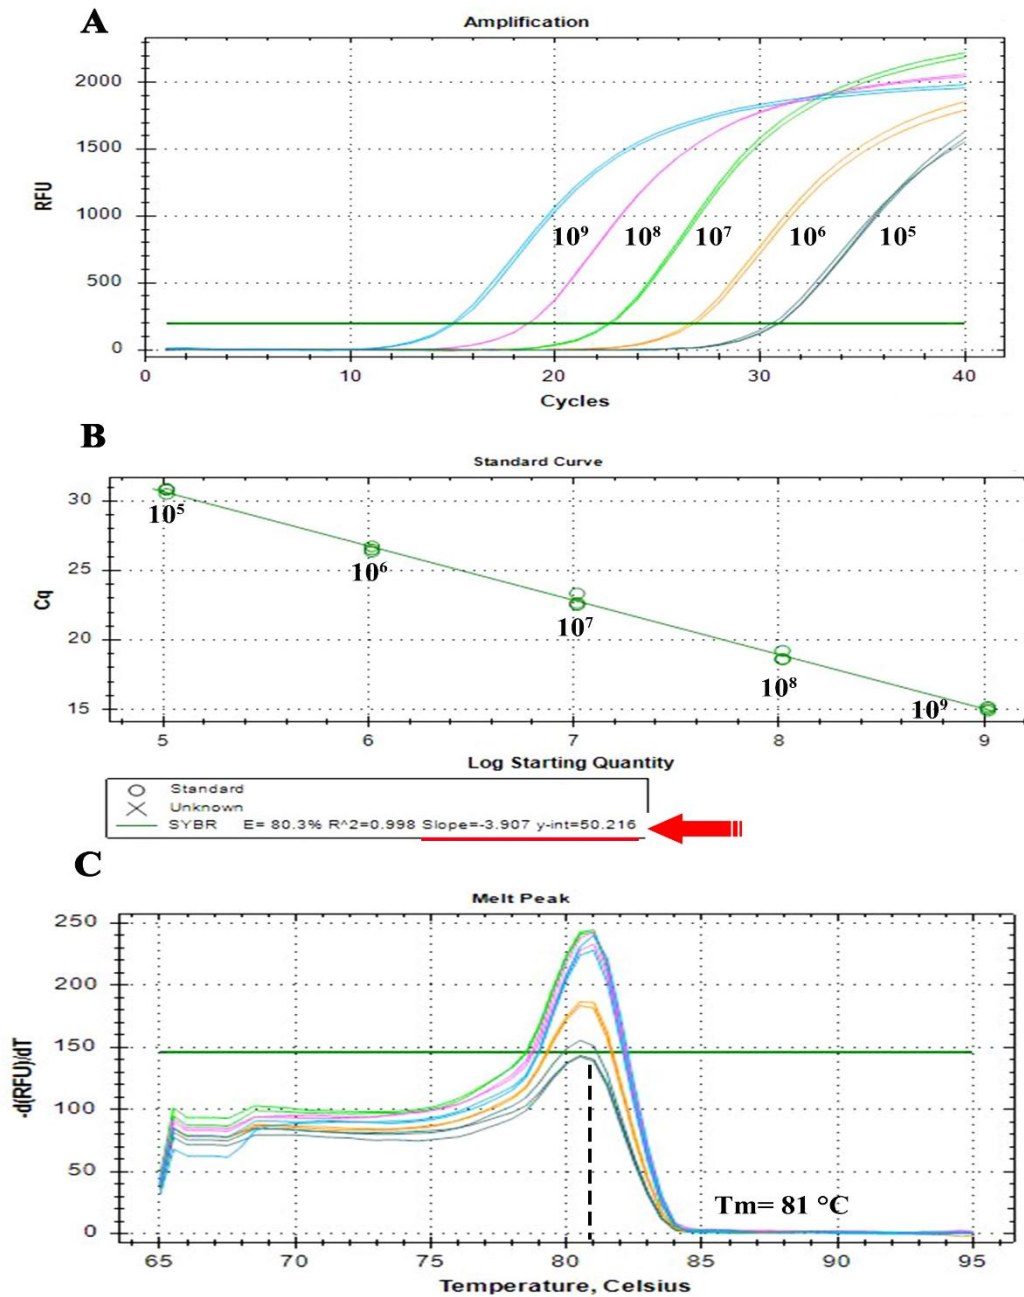 A
Amplification
RFU
2000
1500
1000
500
0
10⁹ 10⁸ 10⁷ 10⁶ 10⁵
0 10 20 30 40
Cycles
B
Standard Curve
Cq
30
25
20
15
10⁵
10⁶
10⁷
10⁸
10⁹
5 6 7 8 9
Log Starting Quantity
Standard
Unknown
SYBR E= 80.3% R^2=0.998 Slope=-3.907 y-int=50.216
C
Melt Peak
-d(RFU)/dT
250
200
150
100
50
0
Tm= 81 °C
65 70 75 80 85 90 95
Temperature, Celsius